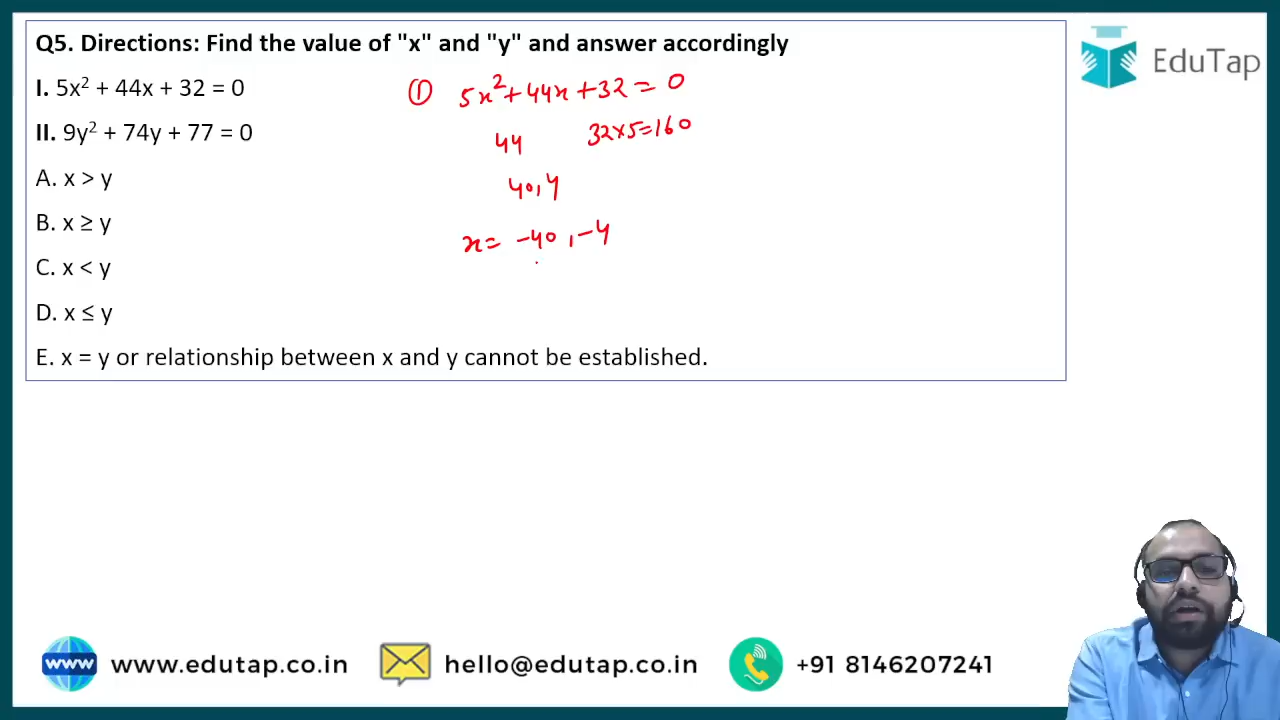 Q5. Directions: Find the value of "x" and "y" and answer accordingly
I. 5x² + 44x + 32 = 0
II. 9y² + 74y + 77 = 0
A. x > y
B. x ≥ y
C. x < y
D. x ≤ y
E. x = y or relationship between x and y cannot be established.
① 5x² + 44x + 32 = 0
44 32x5=160
40, 4
x = -40, -4
EduTap
www www.edutap.co.in hello@edutap.co.in +91 8146207241